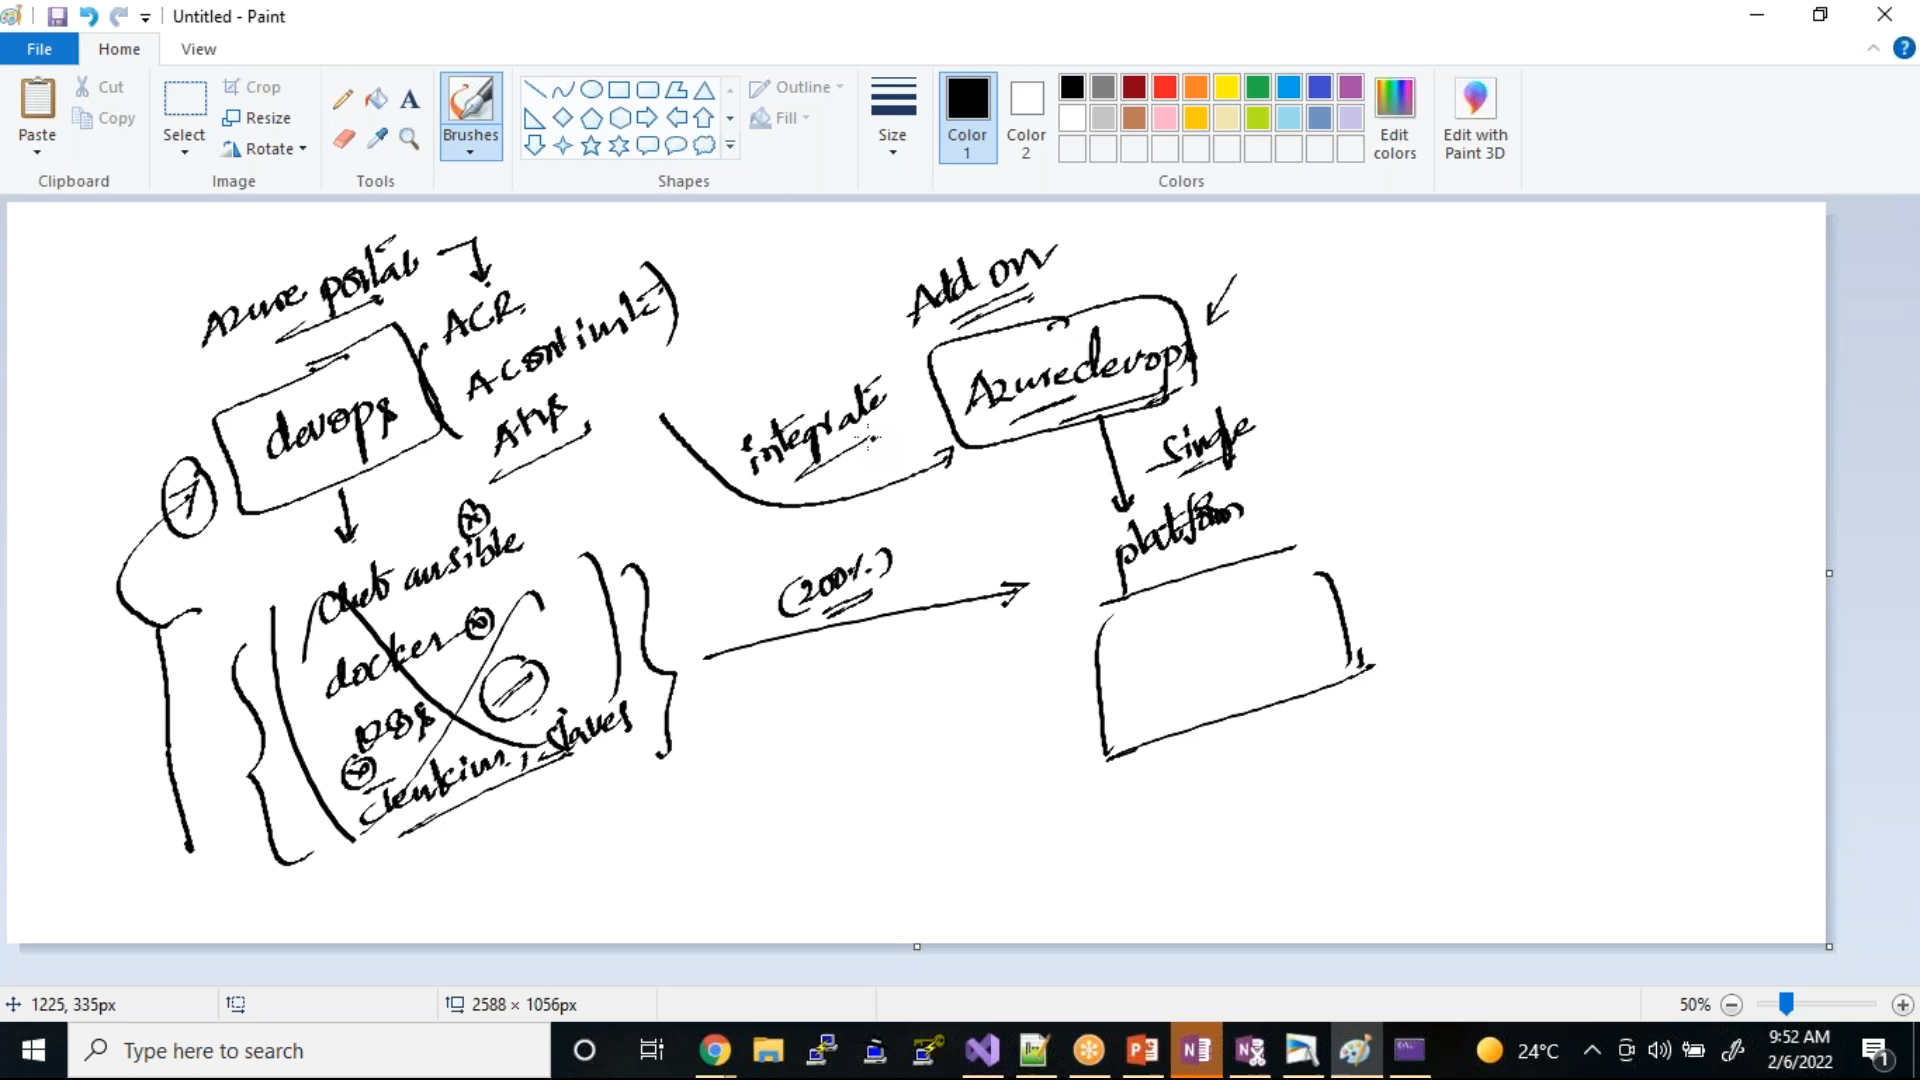 Untitled - Paint
File
Home
View
Paste
Cut
Copy
Clipboard
Select
Crop
Resize
Rotate
Image
A
Tools
Brushes
Shapes
Outline
Fill
Size
Color 1
Color 2
Edit colors
Colors
Edit with Paint 3D
Azure portal
ACR
devops
AKS
ansible
docker
slaves
integrate
(200%)
Add on
Azuredevops
Single
platform
1225, 335px
2588 × 1056px
50%
Type here to search
24°C
9:52 AM
2/6/2022
1